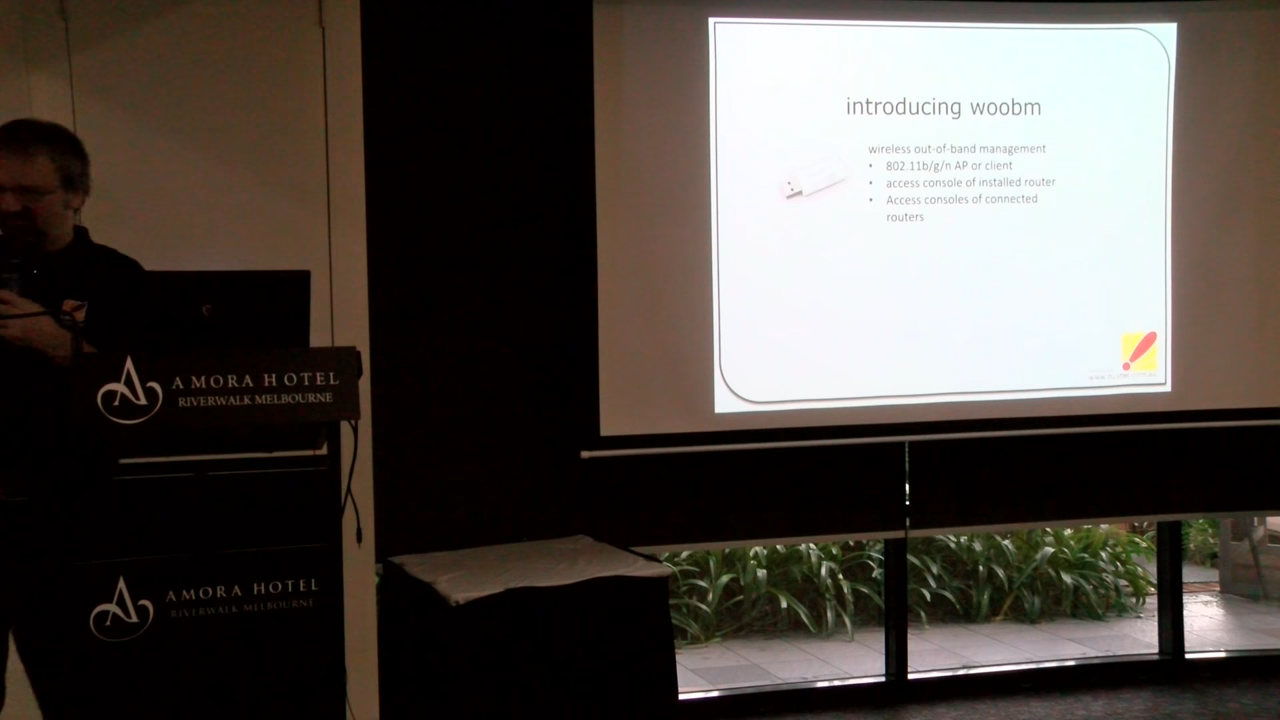 introducing woobm
wireless out-of-band management
• 802.11b/g/n AP or client
• access console of installed router
• Access consoles of connected
routers
AMORA HOTEL
RIVERWALK MELBOURNE
AMORA HOTEL
RIVERWALK MELBOURNE